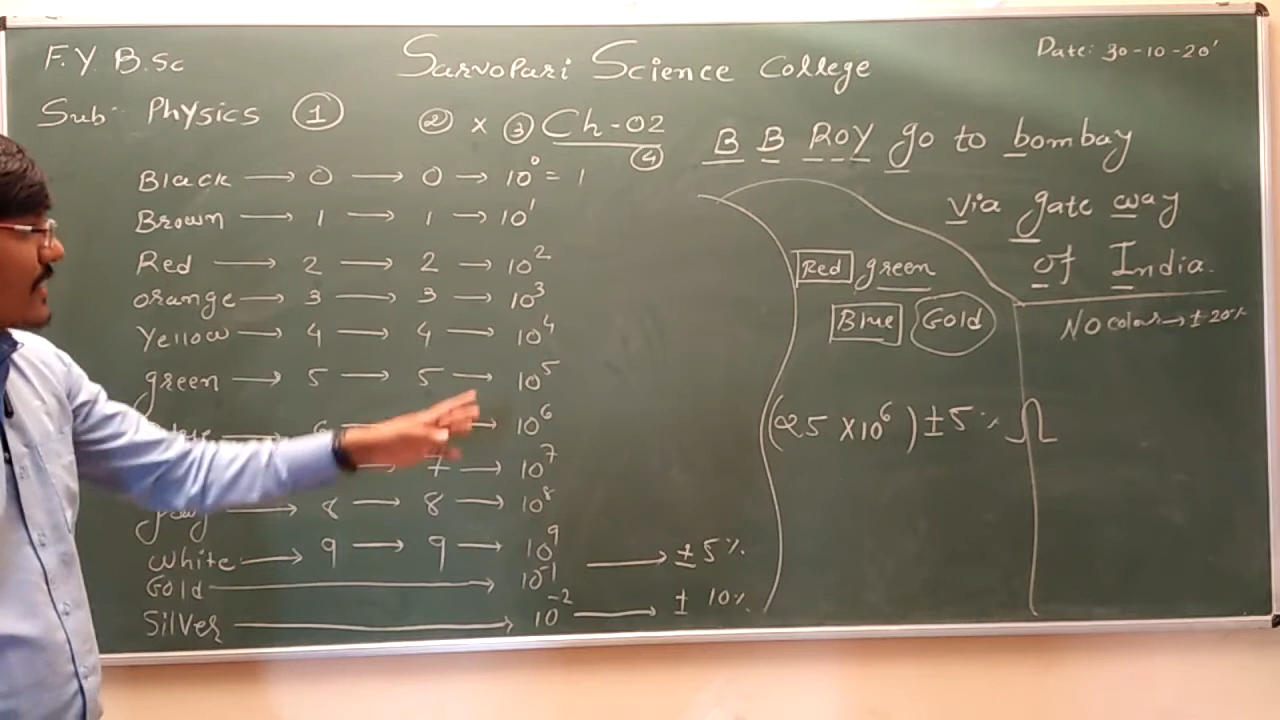 F.Y. B.Sc
Sarvopari Science College
Date: 30-10-20'
Sub: Physics ①
② × ③ Ch-02
④
B B ROY go to bombay
Via gate way
of India.
Black → 0 → 0 → 10⁰ = 1
Brown → 1 → 1 → 10¹
Red → 2 → 2 → 10²
Orange → 3 → 3 → 10³
Yellow → 4 → 4 → 10⁴
green → 5 → 5 → 10⁵
→ 10⁶
→ 7 → 10⁷
→ 8 → 8 → 10⁸
White → 9 → 9 → 10⁹
Gold → 10⁻¹ → ± 5%
Silver → 10⁻² → ± 10%
Red green
Blue Gold
(25 × 10⁶) ± 5% Ω
No colour → ± 20%